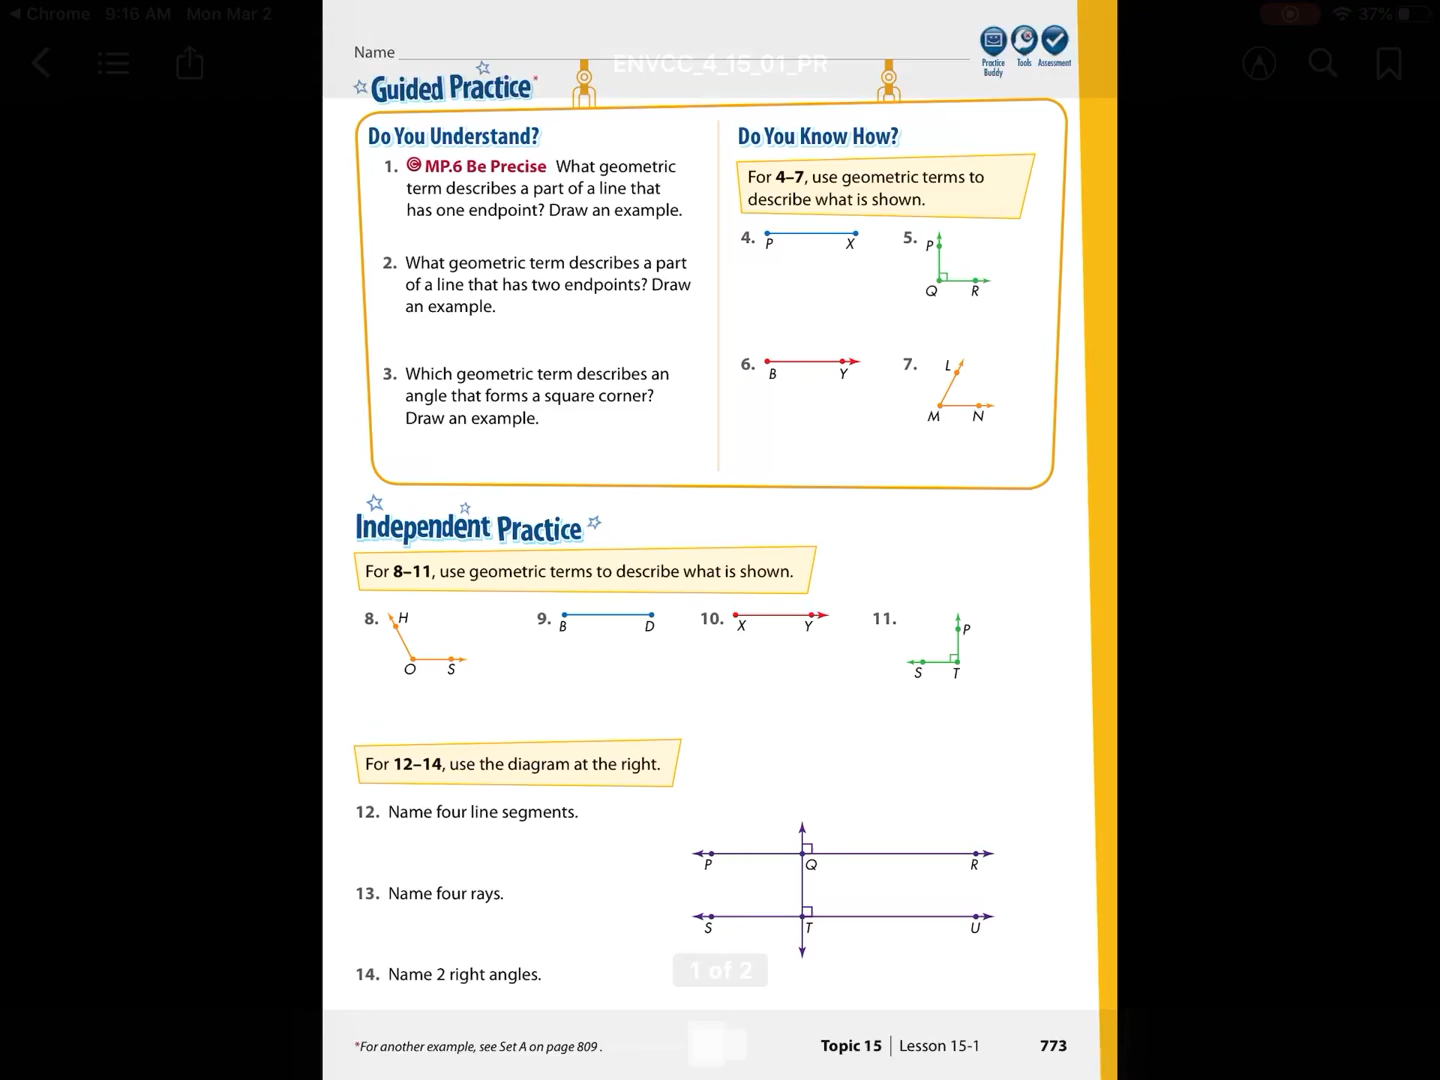 Chrome 9:16 AM Mon Mar 2
37%
ENVCC_4_15_01_PR
Name
Practice Buddy
Tools
Assessment
Guided Practice*
Do You Understand?
1. MP.6 Be Precise What geometric
term describes a part of a line that
has one endpoint? Draw an example.
2. What geometric term describes a part
of a line that has two endpoints? Draw
an example.
3. Which geometric term describes an
angle that forms a square corner?
Draw an example.
Do You Know How?
For 4–7, use geometric terms to
describe what is shown.
4. P X
5. P Q R
6. B Y
7. L M N
Independent Practice
For 8–11, use geometric terms to describe what is shown.
8. H O S
9. B D
10. X Y
11. P S T
For 12–14, use the diagram at the right.
12. Name four line segments.
13. Name four rays.
14. Name 2 right angles.
P Q R
S T U
1 of 2
*For another example, see Set A on page 809 .
Topic 15 | Lesson 15-1 773